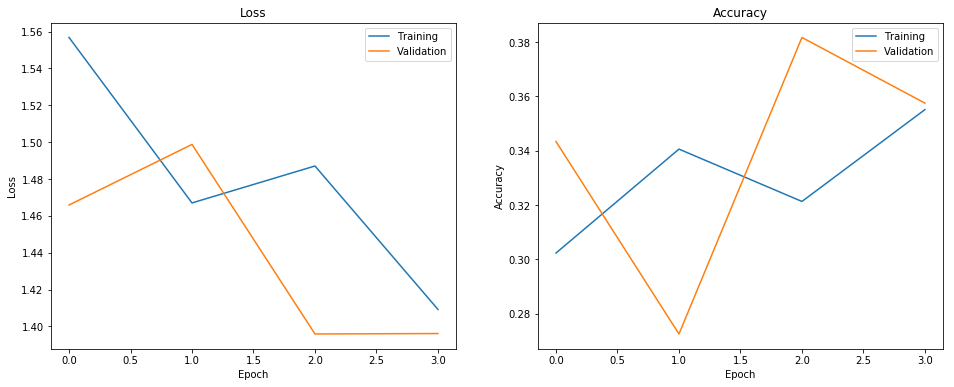 Loss
Training
Validation
1.56
1.54
1.52
1.50
1.48
1.46
1.44
1.42
1.40
Loss
0.0 0.5 1.0 1.5 2.0 2.5 3.0
Epoch
Accuracy
Training
Validation
0.38
0.36
0.34
0.32
0.30
0.28
Accuracy
0.0 0.5 1.0 1.5 2.0 2.5 3.0
Epoch